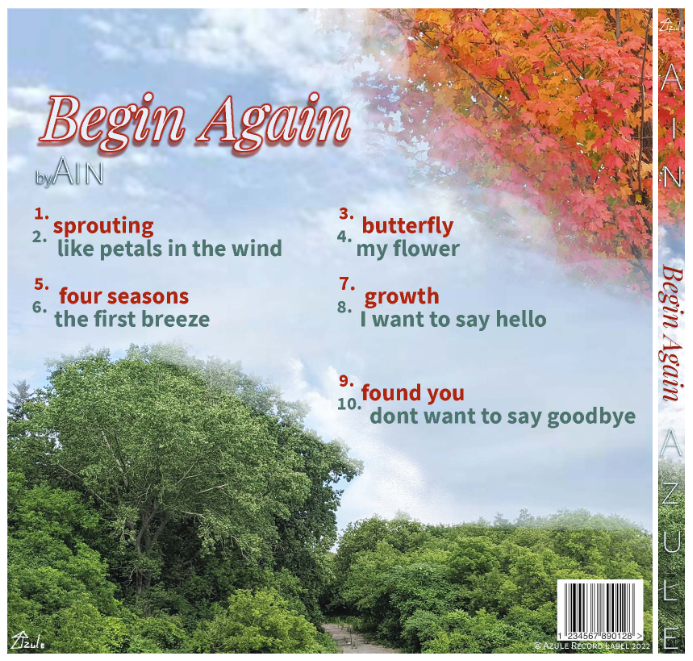 Begin Again
by AIN
1. sprouting
2. like petals in the wind
3. butterfly
4. my flower
5. four seasons
6. the first breeze
7. growth
8. I want to say hello
9. found you
10. dont want to say goodbye
Azule
1 234567 890128 >
© AZULE RECORD LABEL 2022
Azule
AIN
Begin Again
AZULE